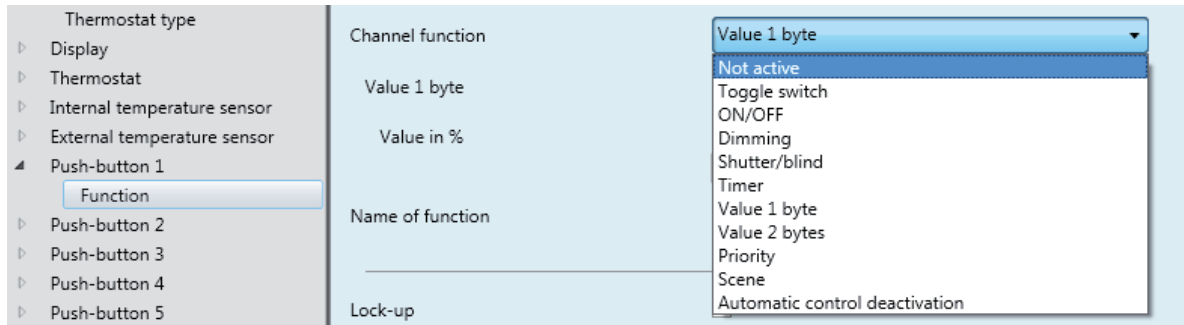 Thermostat type
Display
Thermostat
Internal temperature sensor
External temperature sensor
Push-button 1
Function
Push-button 2
Push-button 3
Push-button 4
Push-button 5
Channel function
Value 1 byte
Value 1 byte
Value in %
Name of function
Lock-up
Not active
Toggle switch
ON/OFF
Dimming
Shutter/blind
Timer
Value 1 byte
Value 2 bytes
Priority
Scene
Automatic control deactivation